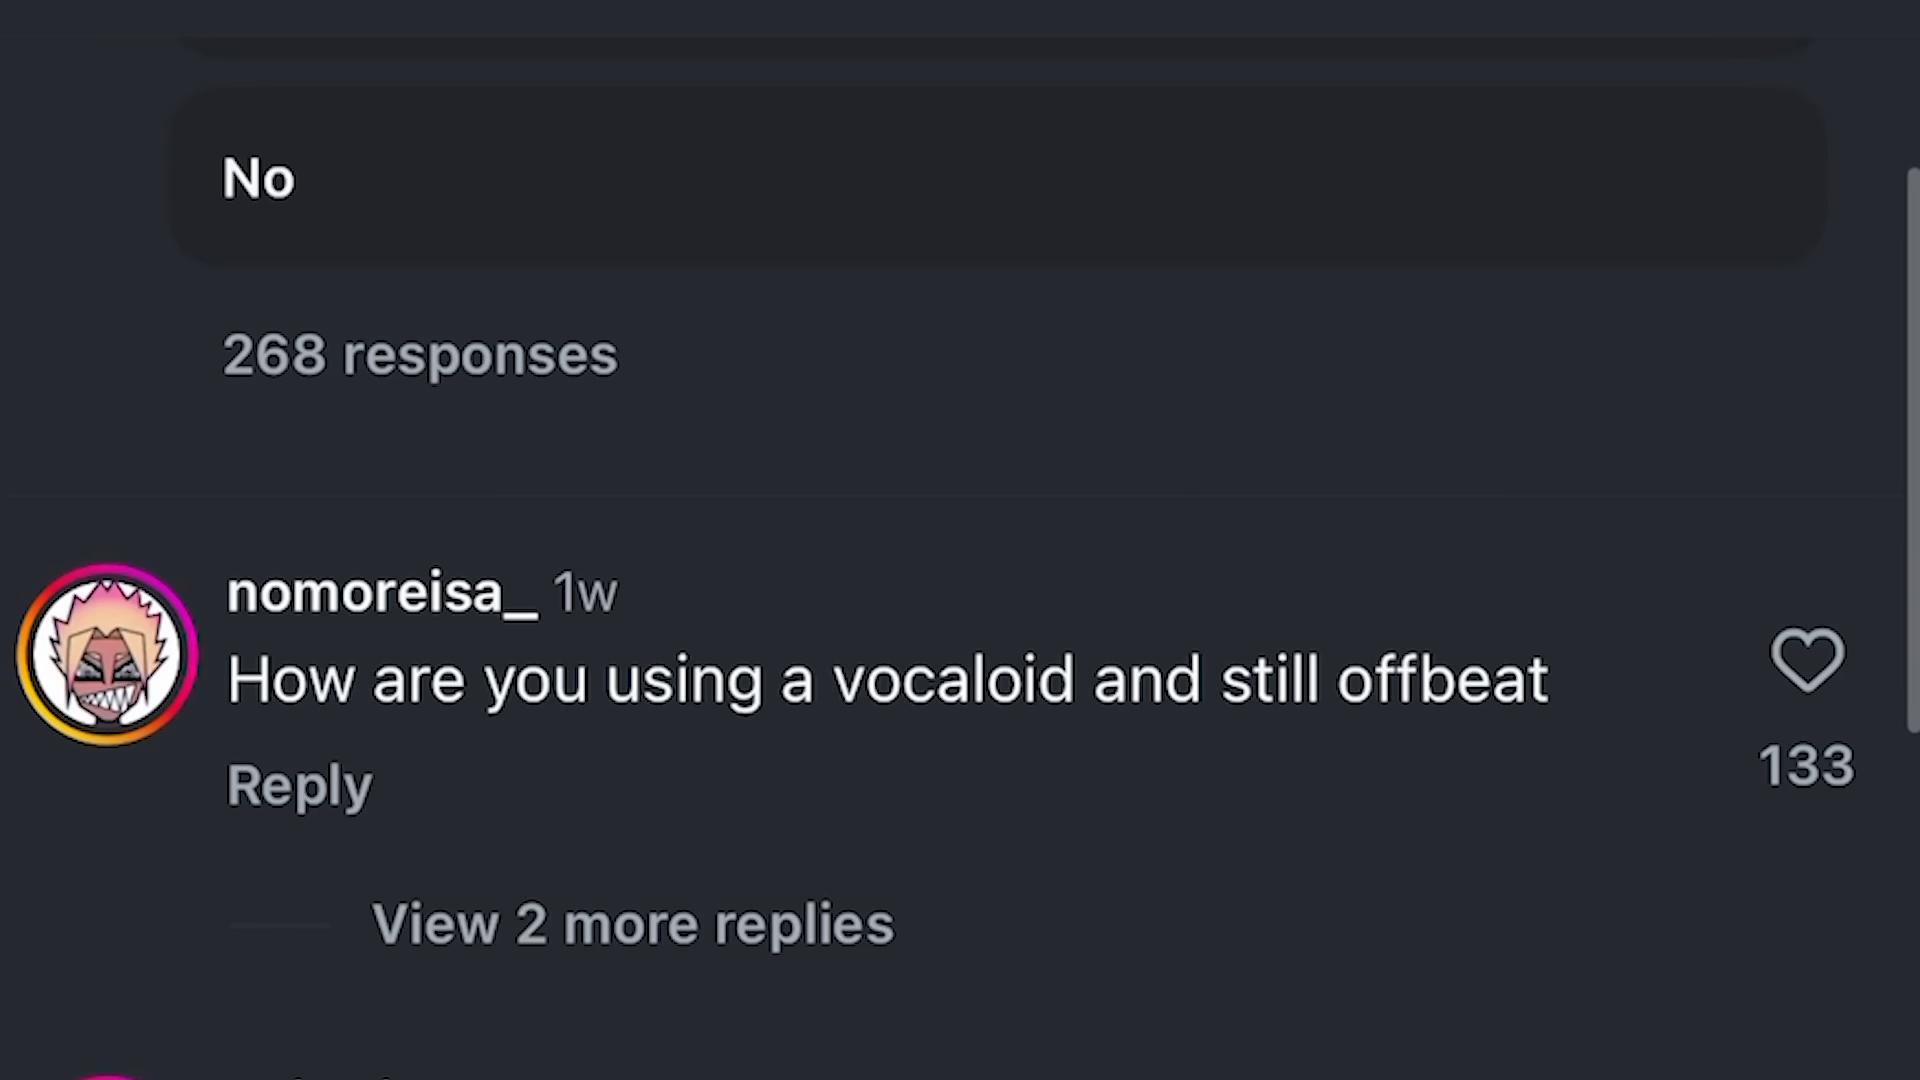 No
268 responses
nomoreisa_ 1w
How are you using a vocaloid and still offbeat
133
Reply
View 2 more replies